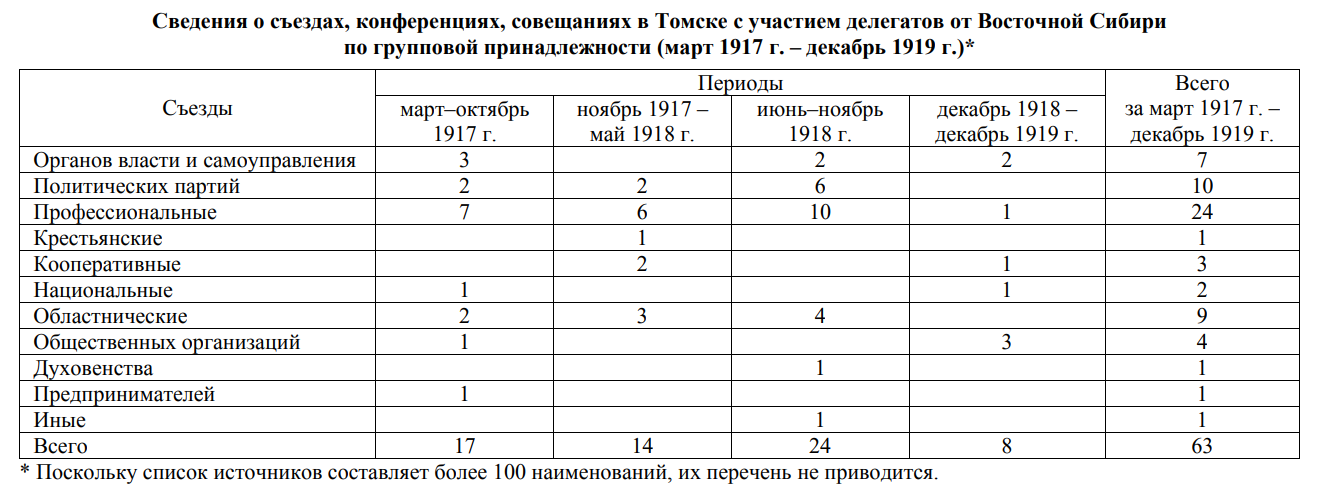 Сведения о съездах, конференциях, совещаниях в Томске с участием делегатов от Восточной Сибири
по групповой принадлежности (март 1917 г. – декабрь 1919 г.)*
Съезды Периоды Всего
за март 1917 г. –
декабрь 1919 г.
март–октябрь
1917 г.
ноябрь 1917 –
май 1918 г.
июнь–ноябрь
1918 г.
декабрь 1918 –
декабрь 1919 г.
Органов власти и самоуправления 3 2 2 7
Политических партий 2 2 6 10
Профессиональные 7 6 10 1 24
Крестьянские 1 1
Кооперативные 2 1 3
Национальные 1 1 2
Областнические 2 3 4 9
Общественных организаций 1 3 4
Духовенства 1 1
Предпринимателей 1 1
Иные 1 1
Всего 17 14 24 8 63
* Поскольку список источников составляет более 100 наименований, их перечень не приводится.